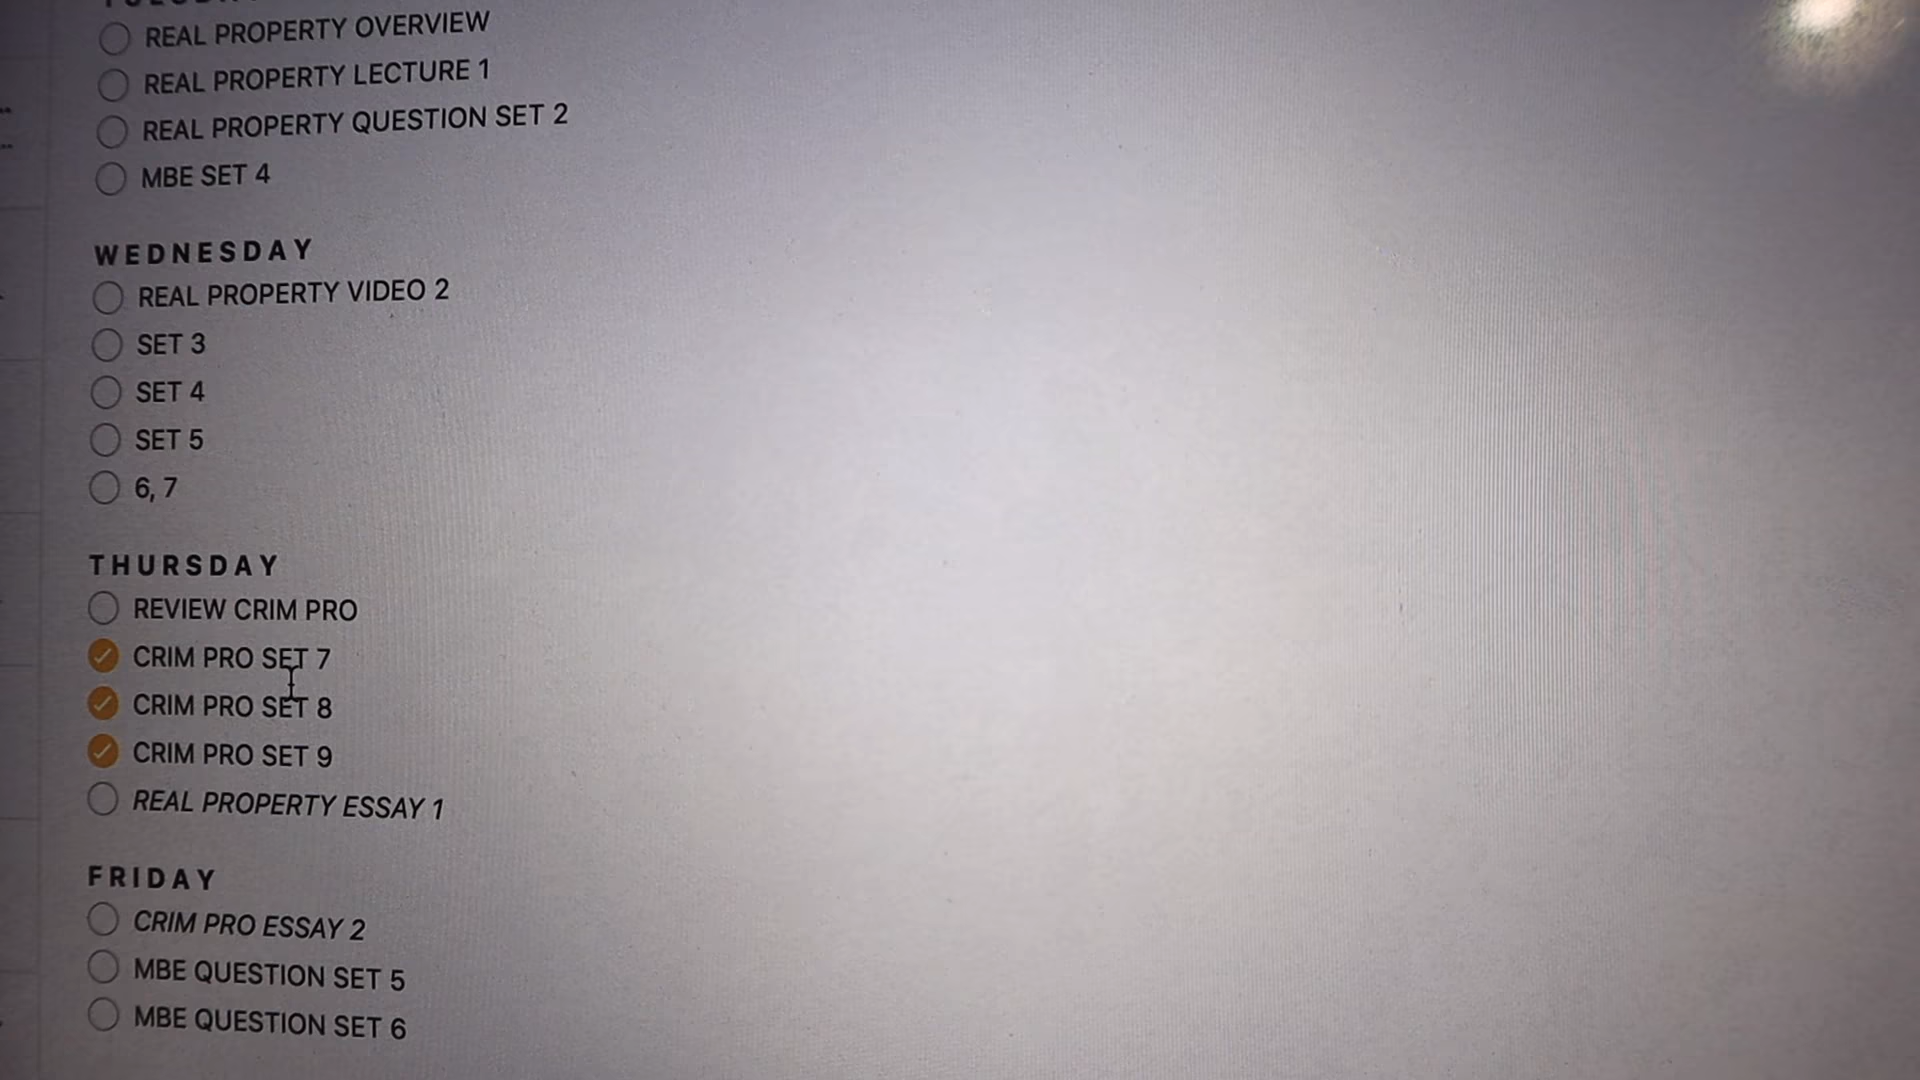 REAL PROPERTY OVERVIEW
REAL PROPERTY LECTURE 1
REAL PROPERTY QUESTION SET 2
MBE SET 4
WEDNESDAY
REAL PROPERTY VIDEO 2
SET 3
SET 4
SET 5
6, 7
THURSDAY
REVIEW CRIM PRO
CRIM PRO SET 7
CRIM PRO SET 8
CRIM PRO SET 9
REAL PROPERTY ESSAY 1
FRIDAY
CRIM PRO ESSAY 2
MBE QUESTION SET 5
MBE QUESTION SET 6